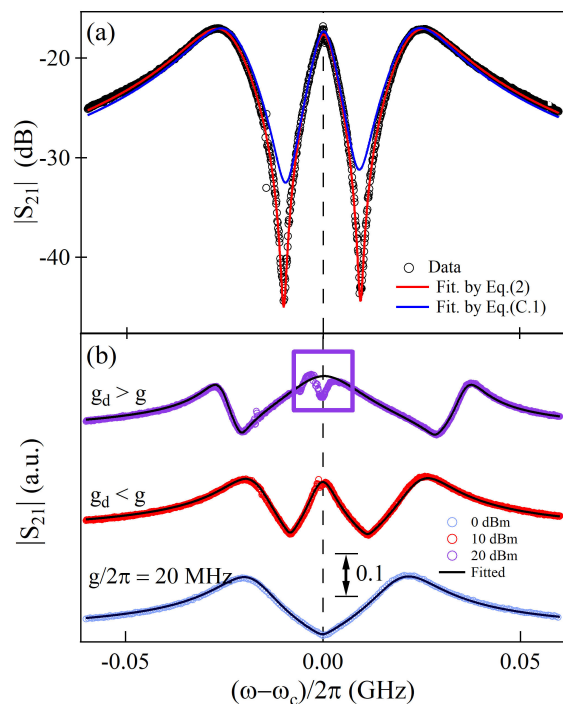 (a)
-20
-30
-40
|S21| (dB)
Data
Fit. by Eq.(2)
Fit. by Eq.(C.1)
(b)
gd > g
gd < g
g/2π = 20 MHz
0.1
0 dBm
10 dBm
20 dBm
Fitted
|S21| (a.u.)
-0.05
0.00
0.05
(ω−ωc)/2π (GHz)